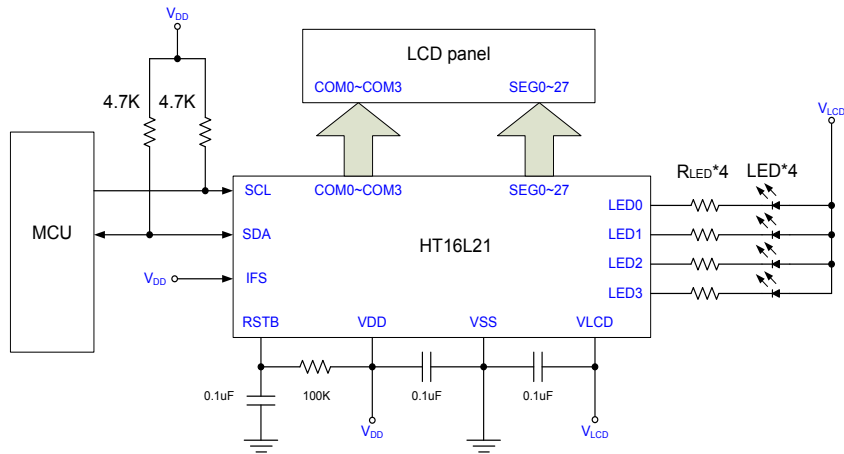 VDD
LCD panel
COM0~COM3 SEG0~27
4.7K 4.7K
VLCD
MCU
SCL COM0~COM3 SEG0~27
RLED*4 LED*4
LED0
SDA HT16L21 LED1
LED2
VDD IFS
LED3
RSTB VDD VSS VLCD
0.1uF 100K 0.1uF 0.1uF
VDD VLCD